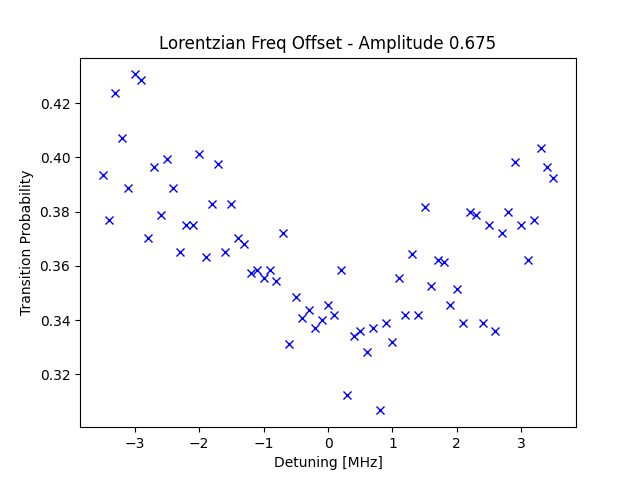 Lorentzian Freq Offset - Amplitude 0.675
Transition Probability
0.42
0.40
0.38
0.36
0.34
0.32
−3 −2 −1 0 1 2 3
Detuning [MHz]